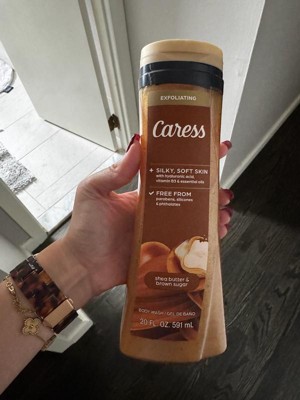 EXFOLIATING
Caress
+ SILKY, SOFT SKIN
with hyaluronic acid,
vitamin B3 & essential oils
✓ FREE FROM
parabens, silicones
& phthalates
shea butter &
brown sugar
BODY WASH | GEL DE BAÑO
20 FL. OZ. 591 mL